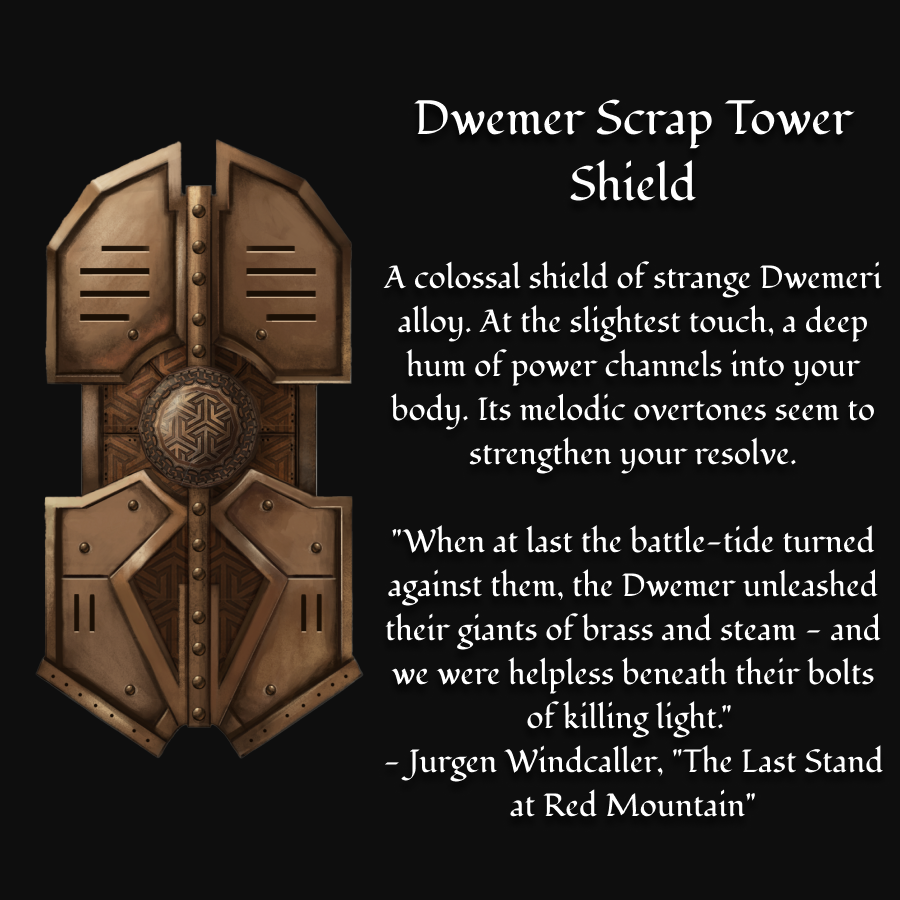 Dwemer Scrap Tower
Shield
A colossal shield of strange Dwemeri
alloy. At the slightest touch, a deep
hum of power channels into your
body. Its melodic overtones seem to
strengthen your resolve.
"When at last the battle-tide turned
against them, the Dwemer unleashed
their giants of brass and steam - and
we were helpless beneath their bolts
of killing light."
- Jurgen Windcaller, "The Last Stand
at Red Mountain"